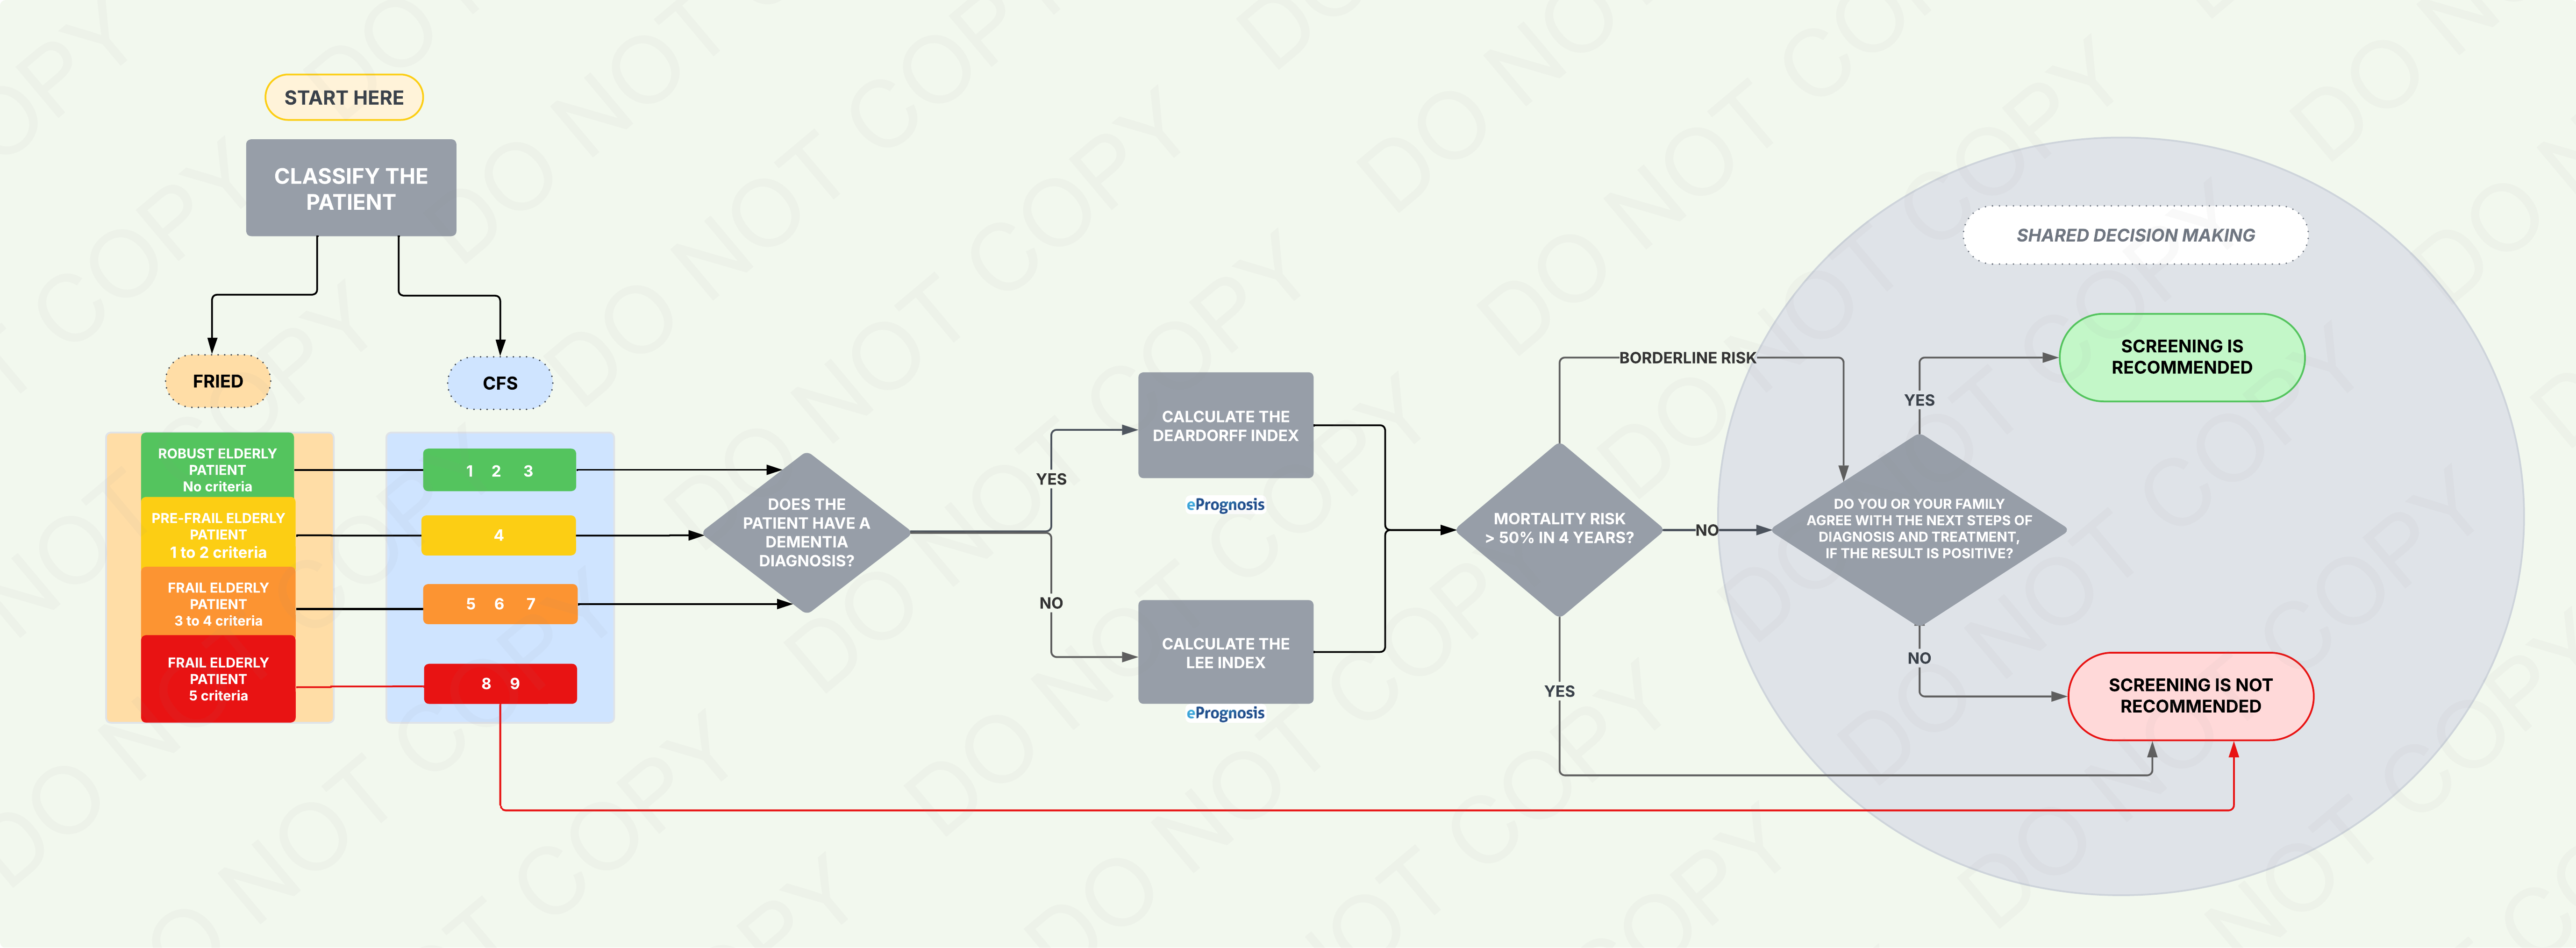 START HERE
CLASSIFY THE
PATIENT
FRIED
CFS
ROBUST ELDERLY
PATIENT
No criteria
PRE-FRAIL ELDERLY
PATIENT
1 to 2 criteria
FRAIL ELDERLY
PATIENT
3 to 4 criteria
FRAIL ELDERLY
PATIENT
5 criteria
1 2 3
4
5 6 7
8 9
DOES THE
PATIENT HAVE A
DEMENTIA
DIAGNOSIS?
YES
NO
CALCULATE THE
DEARDORFF INDEX
ePrognosis
CALCULATE THE
LEE INDEX
ePrognosis
MORTALITY RISK
> 50% IN 4 YEARS?
BORDERLINE RISK
NO
YES
SHARED DECISION MAKING
DO YOU OR YOUR FAMILY
AGREE WITH THE NEXT STEPS OF
DIAGNOSIS AND TREATMENT,
IF THE RESULT IS POSITIVE?
YES
SCREENING IS
RECOMMENDED
NO
SCREENING IS NOT
RECOMMENDED
DO NOT COPY